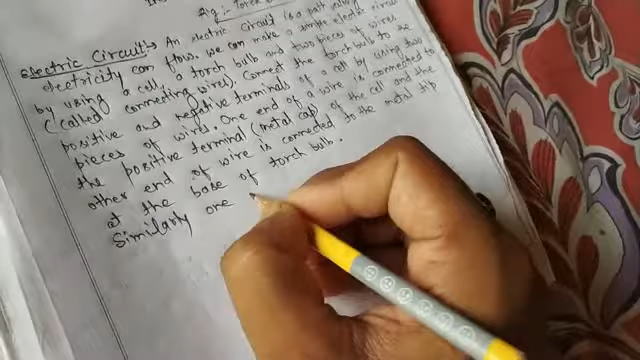 Fig:- Torch
Electric Circuit:- An electric circuit is a path
electricity can flow. We can make a simple electric circuit
by using a cell, a torch bulb and two pieces of wires
(called connecting wires). Connect the torch bulb to the
positive and negative terminals of a cell by using two
pieces of wires. One end of a wire is connected to
the positive terminal (metal cap) of the cell and the
other end of wire is connected to the metal tip
at the base of torch bulb.
Similarly one